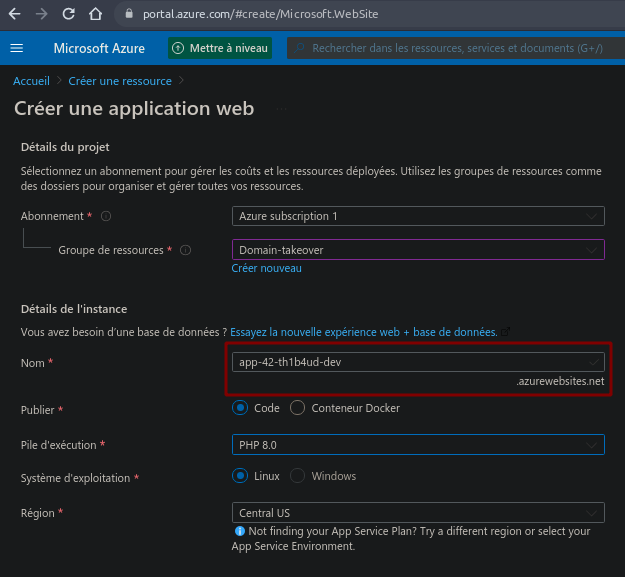 portal.azure.com/#create/Microsoft.WebSite
Microsoft Azure Mettre à niveau Rechercher dans les ressources, services et documents (G+/)
Accueil > Créer une ressource >
Créer une application web ...
Détails du projet
Sélectionnez un abonnement pour gérer les coûts et les ressources déployées. Utilisez les groupes de ressources comme
des dossiers pour organiser et gérer toutes vos ressources.
Abonnement * Azure subscription 1
Groupe de ressources * Domain-takeover
Créer nouveau
Détails de l'instance
Vous avez besoin d'une base de données ? Essayez la nouvelle expérience web + base de données.
Nom * app-42-th1b4ud-dev
.azurewebsites.net
Publier * Code Conteneur Docker
Pile d'exécution * PHP 8.0
Système d'exploitation * Linux Windows
Région * Central US
Not finding your App Service Plan? Try a different region or select your
App Service Environment.